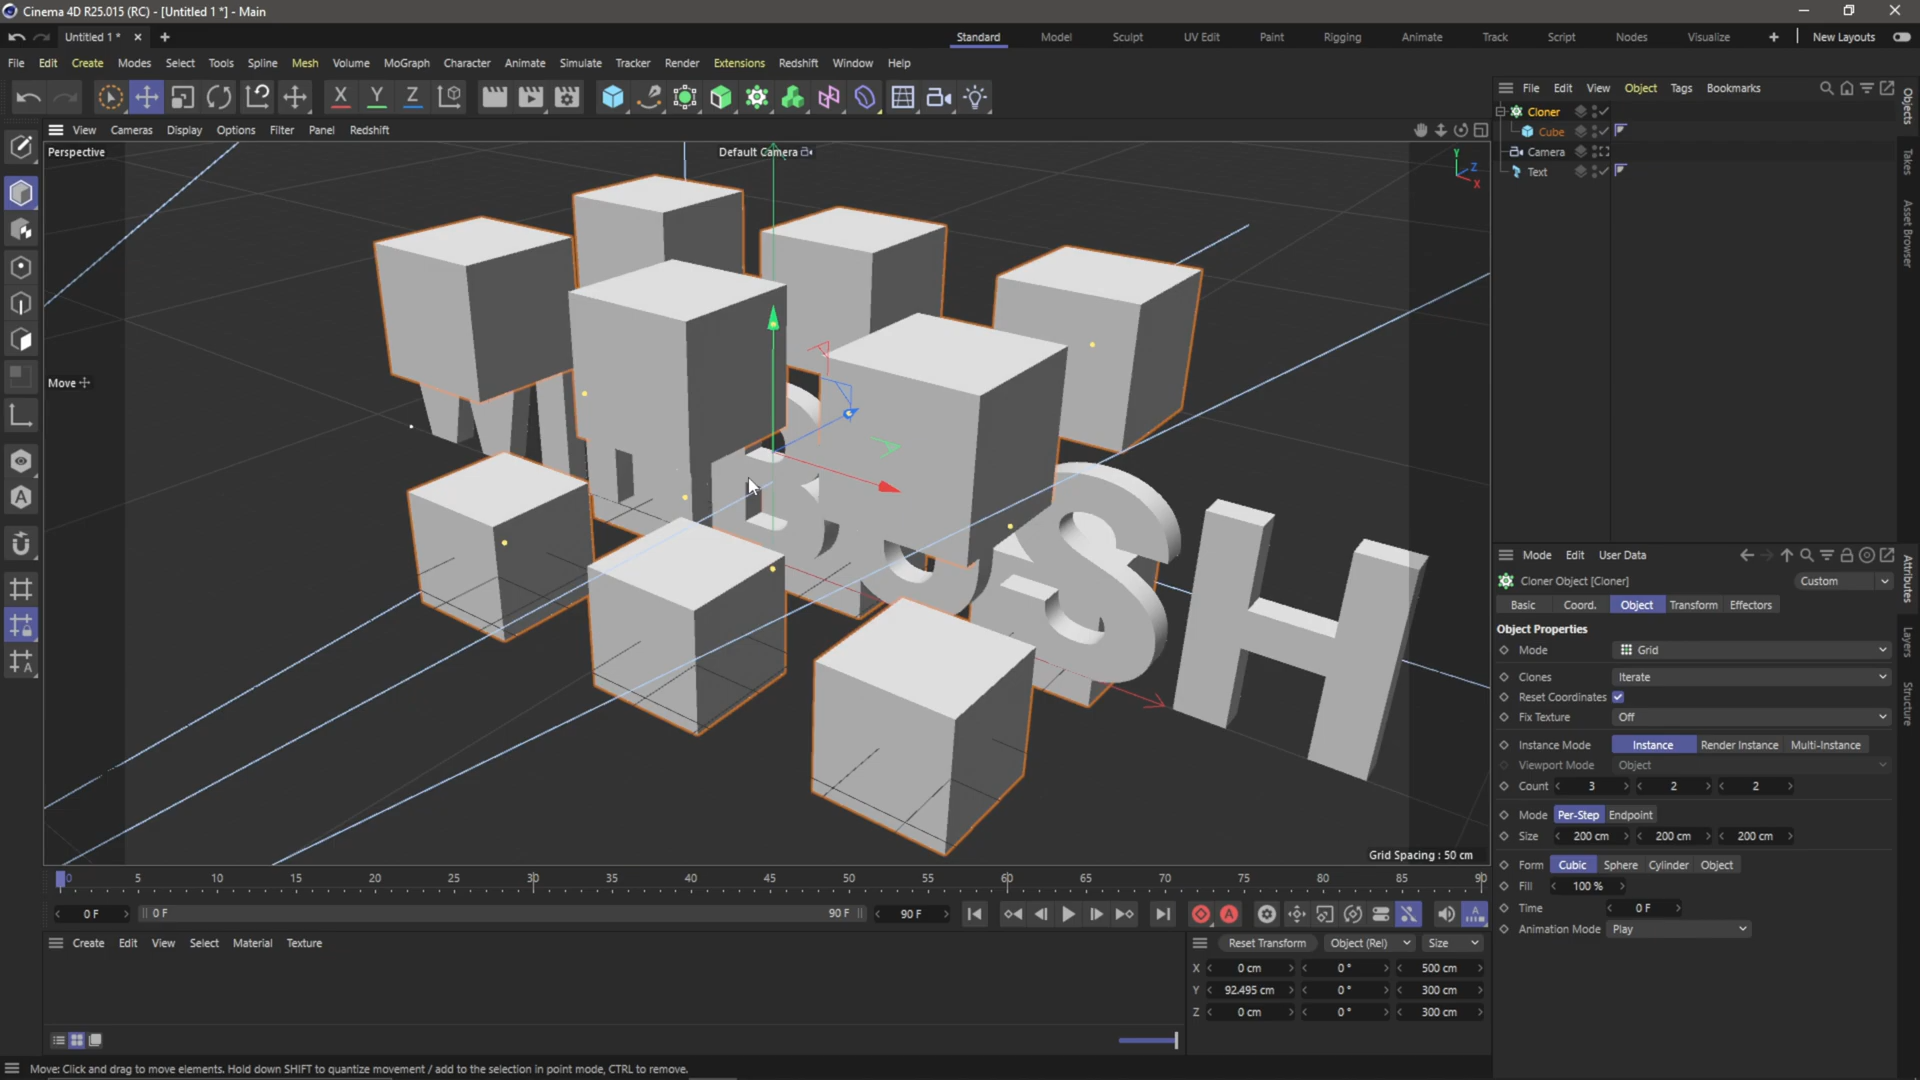 Cinema 4D R25.015 (RC) - [Untitled 1 *] - Main
Untitled 1 *
Standard Model Sculpt UV Edit Paint Rigging Animate Track Script Nodes Visualize New Layouts
File Edit Create Modes Select Tools Spline Mesh Volume MoGraph Character Animate Simulate Tracker Render Extensions Redshift Window Help
X Y Z
View Cameras Display Options Filter Panel Redshift
Perspective
Default Camera
Y
Z
X
Move
SH
Grid Spacing : 50 cm
0 5 10 15 20 25 30 35 40 45 50 55 60 65 70 75 80 85 90
0 F 0 F 90 F 90 F
Create Edit View Select Material Texture
Reset Transform Object (Rel) Size
X 0 cm 0 ° 500 cm
Y 92.495 cm 0 ° 300 cm
Z 0 cm 0 ° 300 cm
File Edit View Object Tags Bookmarks
Cloner
Cube
Camera
Text
Objects
Takes
Asset Browser
Mode Edit User Data
Cloner Object [Cloner]
Custom
Basic Coord. Object Transform Effectors
Object Properties
Mode Grid
Clones Iterate
Reset Coordinates
Fix Texture Off
Instance Mode Instance Render Instance Multi-Instance
Viewport Mode Object
Count 3 2 2
Mode Per-Step Endpoint
Size 200 cm 200 cm 200 cm
Form Cubic Sphere Cylinder Object
Fill 100 %
Time 0 F
Animation Mode Play
Attributes
Layers
Structure
Move: Click and drag to move elements. Hold down SHIFT to quantize movement / add to the selection in point mode, CTRL to remove.